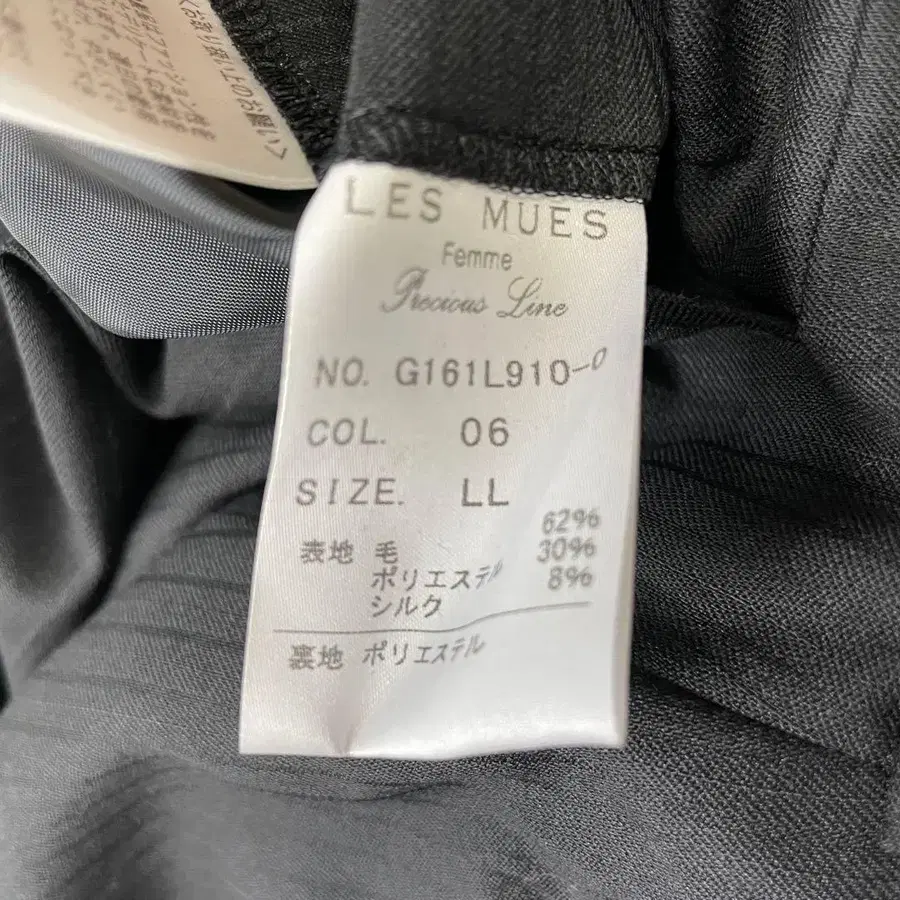 LES MUES
Femme
Precious Line
NO. G161L910-0
COL. 06
SIZE. LL
表地 毛 62%
ポリエステル 30%
シルク 8%
裏地 ポリエステル